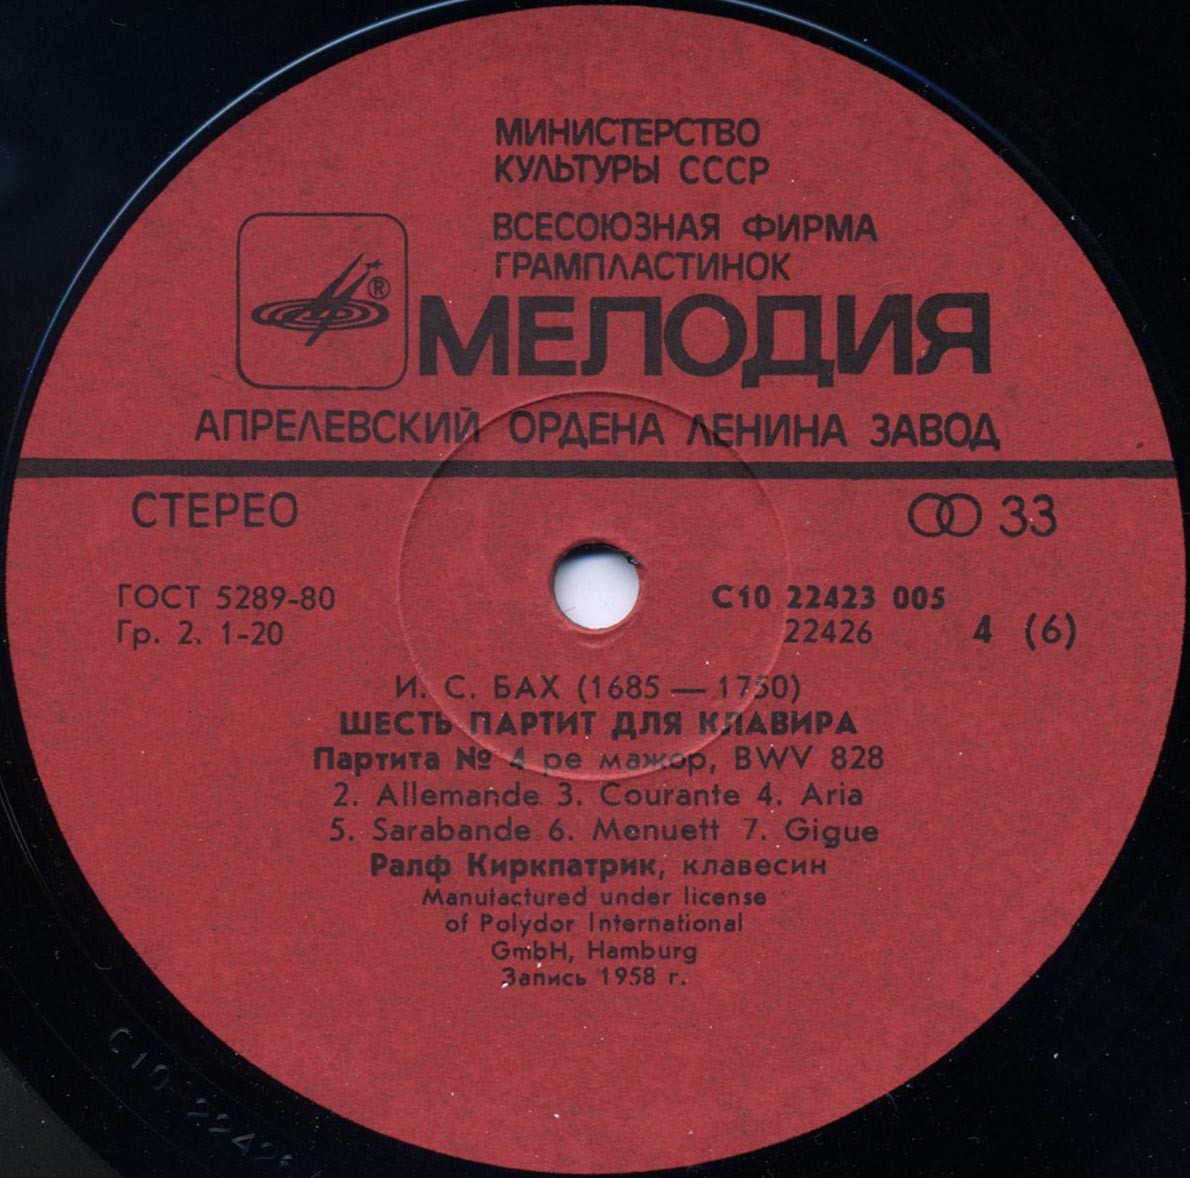 МИНИСТЕРСТВО
КУЛЬТУРЫ СССР
ВСЕСОЮЗНАЯ ФИРМА
ГРАМПЛАСТИНОК
®
МЕЛОДИЯ
АПРЕЛЕВСКИЙ ОРДЕНА ЛЕНИНА ЗАВОД
СТЕРЕО
33
ГОСТ 5289-80
Гр. 2. 1-20
С10 22423 005
22426 4 (6)
И. С. БАХ (1685 — 1750)
ШЕСТЬ ПАРТИТ ДЛЯ КЛАВИРА
Партита № 4 ре мажор, BWV 828
2. Allemande 3. Courante 4. Aria
5. Sarabande 6. Menuett 7. Gigue
Ралф Киркпатрик, клавесин
Manufactured under license
of Polydor International
GmbH, Hamburg
Запись 1958 г.